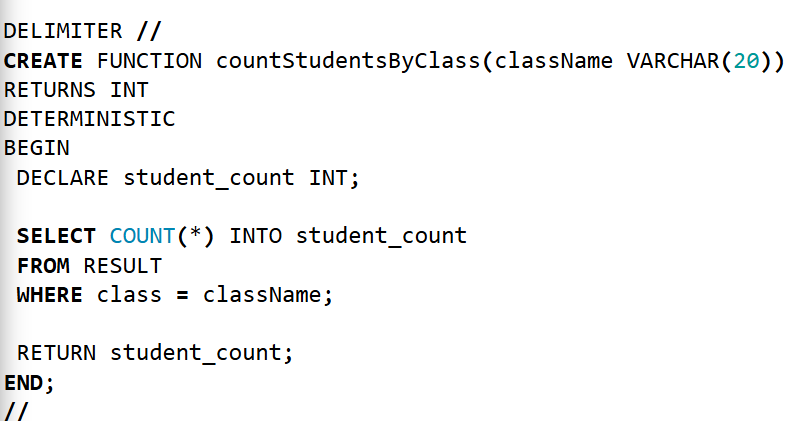 DELIMITER //
CREATE FUNCTION countStudentsByClass(className VARCHAR(20))
RETURNS INT
DETERMINISTIC
BEGIN
DECLARE student_count INT;
SELECT COUNT(*) INTO student_count
FROM RESULT
WHERE class = className;
RETURN student_count;
END;
//